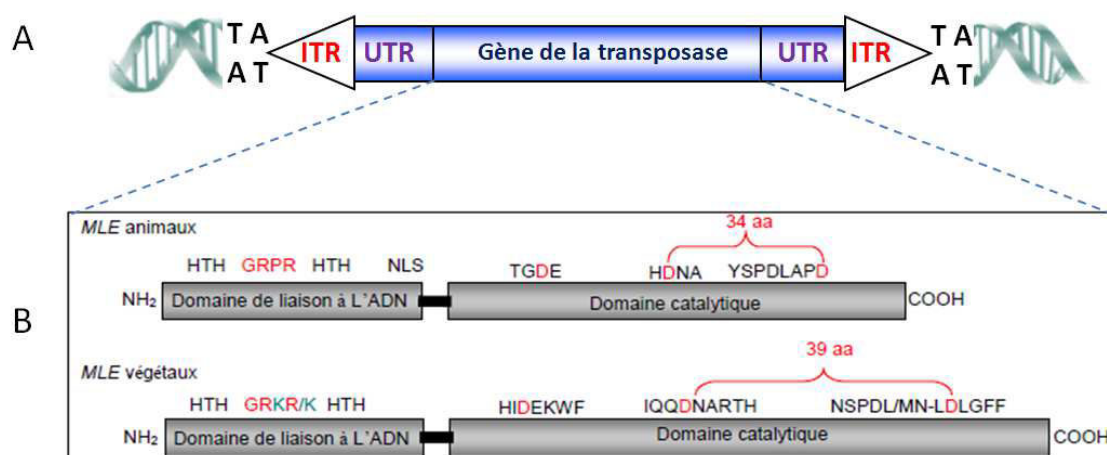 A
T A
A T
ITR UTR Gène de la transposase UTR ITR
T A
A T
B
MLE animaux
34 aa
HTH GRPR HTH NLS TGDE HDNA YSPDLAPD
NH₂ Domaine de liaison à L'ADN Domaine catalytique COOH
MLE végétaux
39 aa
HTH GRKR/K HTH HIDEKWF IQQDNARTH NSPDL/MN-LDLGFF
NH₂ Domaine de liaison à L'ADN Domaine catalytique COOH